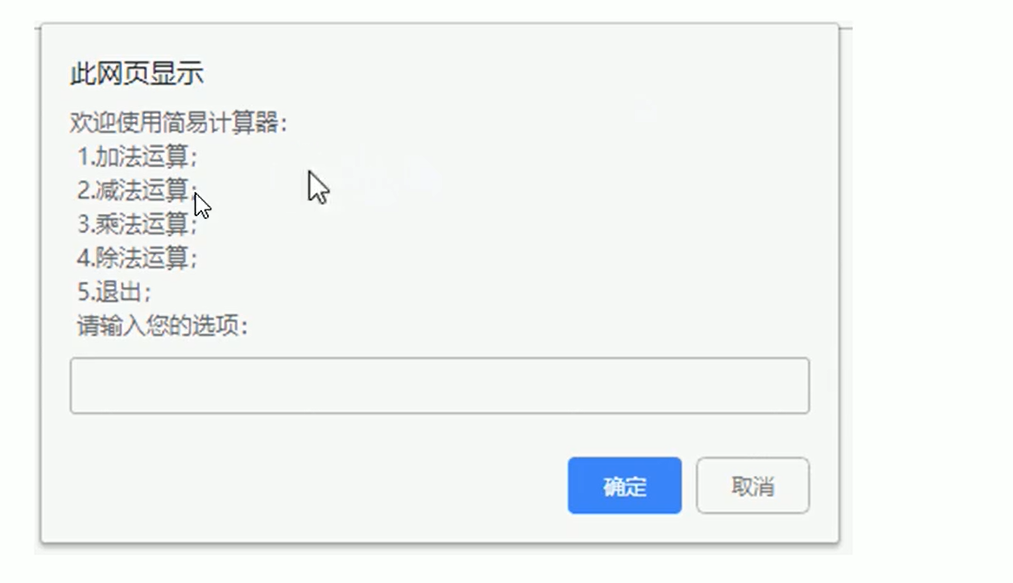 此网页显示
欢迎使用简易计算器：
1.加法运算；
2.减法运算；
3.乘法运算；
4.除法运算；
5.退出；
请输入您的选项：
确定
取消